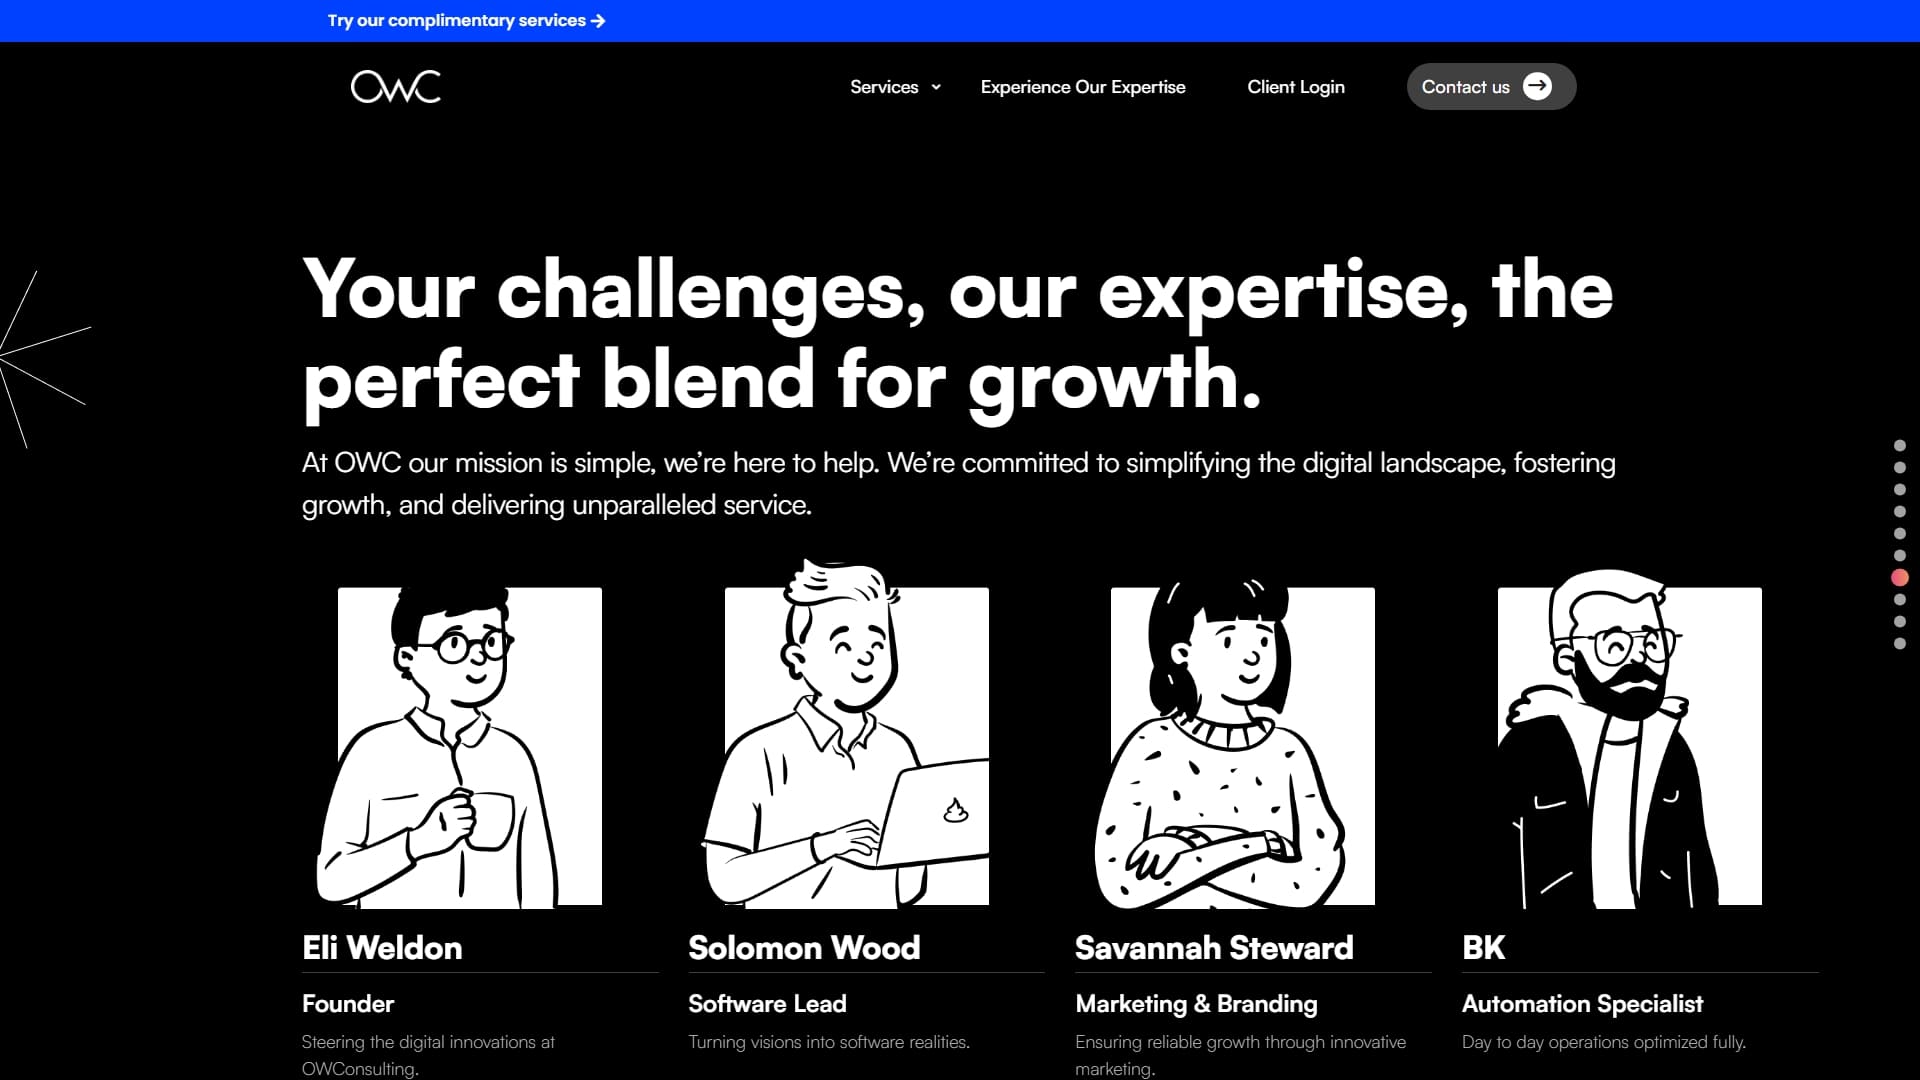 Try our complimentary services →
OWC
Services
Experience Our Expertise
Client Login
Contact us
Your challenges, our expertise, the
perfect blend for growth.
At OWC our mission is simple, we’re here to help. We’re committed to simplifying the digital landscape, fostering
growth, and delivering unparalleled service.
Eli Weldon
Founder
Steering the digital innovations at
OWConsulting.
Solomon Wood
Software Lead
Turning visions into software realities.
Savannah Steward
Marketing & Branding
Ensuring reliable growth through innovative
marketing.
BK
Automation Specialist
Day to day operations optimized fully.